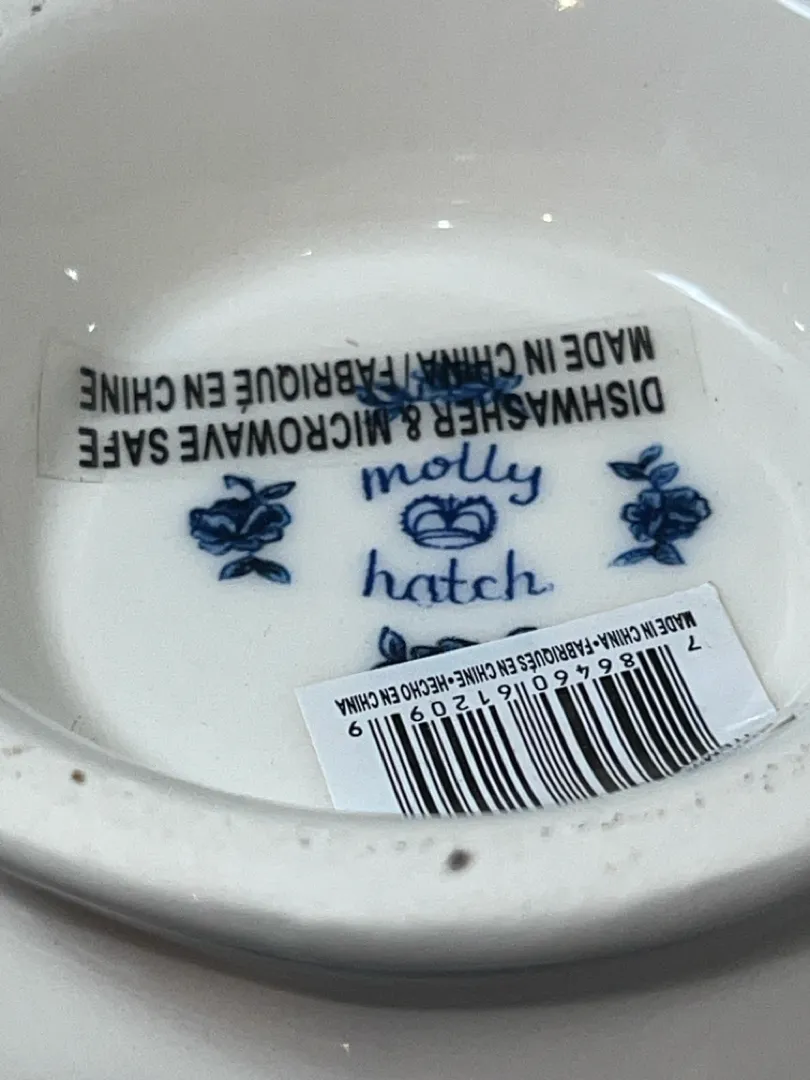 DISHWASHER & MICROWAVE SAFE
MADE IN CHINA / FABRIQUÉ EN CHINE
molly
hatch
7 86460 61209 9
MADE IN CHINA•FABRIQUÉS EN CHINE•HECHO EN CHINA